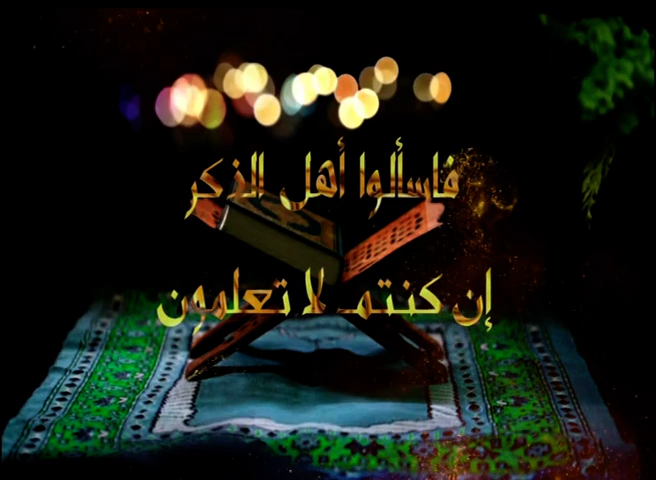 فاسألوا أهل الذكر
إن كنتم لا تعلمون